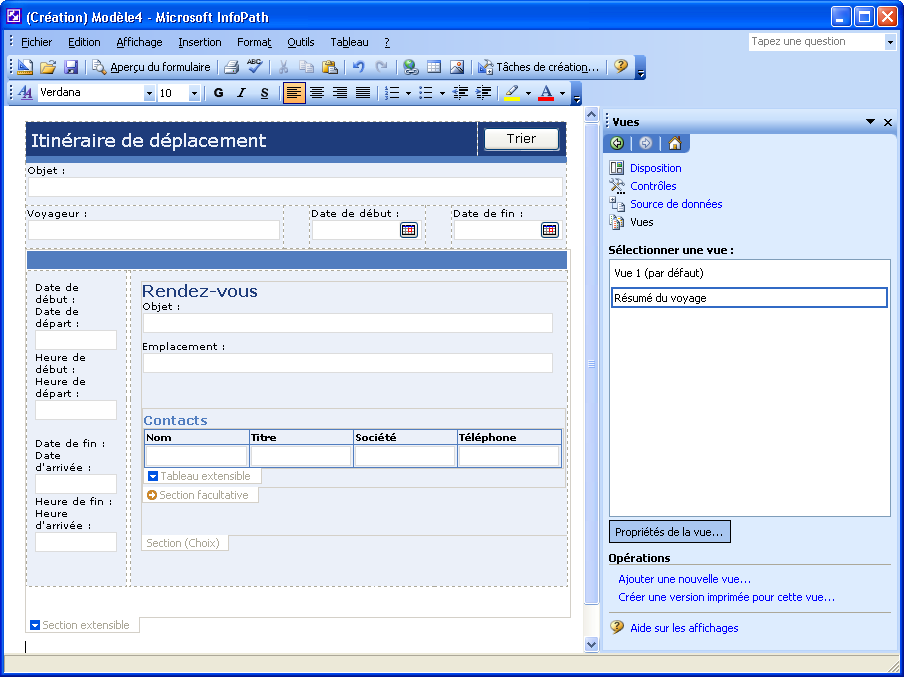 (Création) Modèle4 - Microsoft InfoPath
Fichier Edition Affichage Insertion Format Outils Tableau ? Tapez une question
Aperçu du formulaire ABC Tâches de création...
Verdana 10 G I S A
Itinéraire de déplacement Trier
Objet :
Voyageur : Date de début : Date de fin :
Date de
début :
Date de
départ :
Heure de
début :
Heure de
départ :
Date de fin :
Date
d'arrivée :
Heure de fin :
Heure
d'arrivée :
Rendez-vous
Objet :
Emplacement :
Contacts
Nom Titre Société Téléphone
Tableau extensible
Section facultative
Section (Choix)
Section extensible
Vues
Disposition
Contrôles
Source de données
Vues
Sélectionner une vue :
Vue 1 (par défaut)
Résumé du voyage
Propriétés de la vue...
Opérations
Ajouter une nouvelle vue...
Créer une version imprimée pour cette vue...
Aide sur les affichages